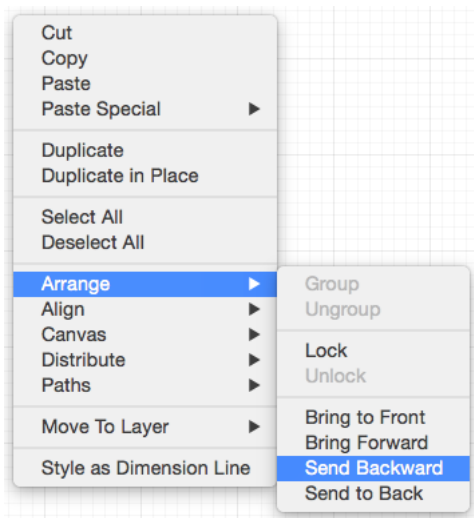 Cut
Copy
Paste
Paste Special
Duplicate
Duplicate in Place
Select All
Deselect All
Arrange
Align
Canvas
Distribute
Paths
Move To Layer
Style as Dimension Line
Group
Ungroup
Lock
Unlock
Bring to Front
Bring Forward
Send Backward
Send to Back